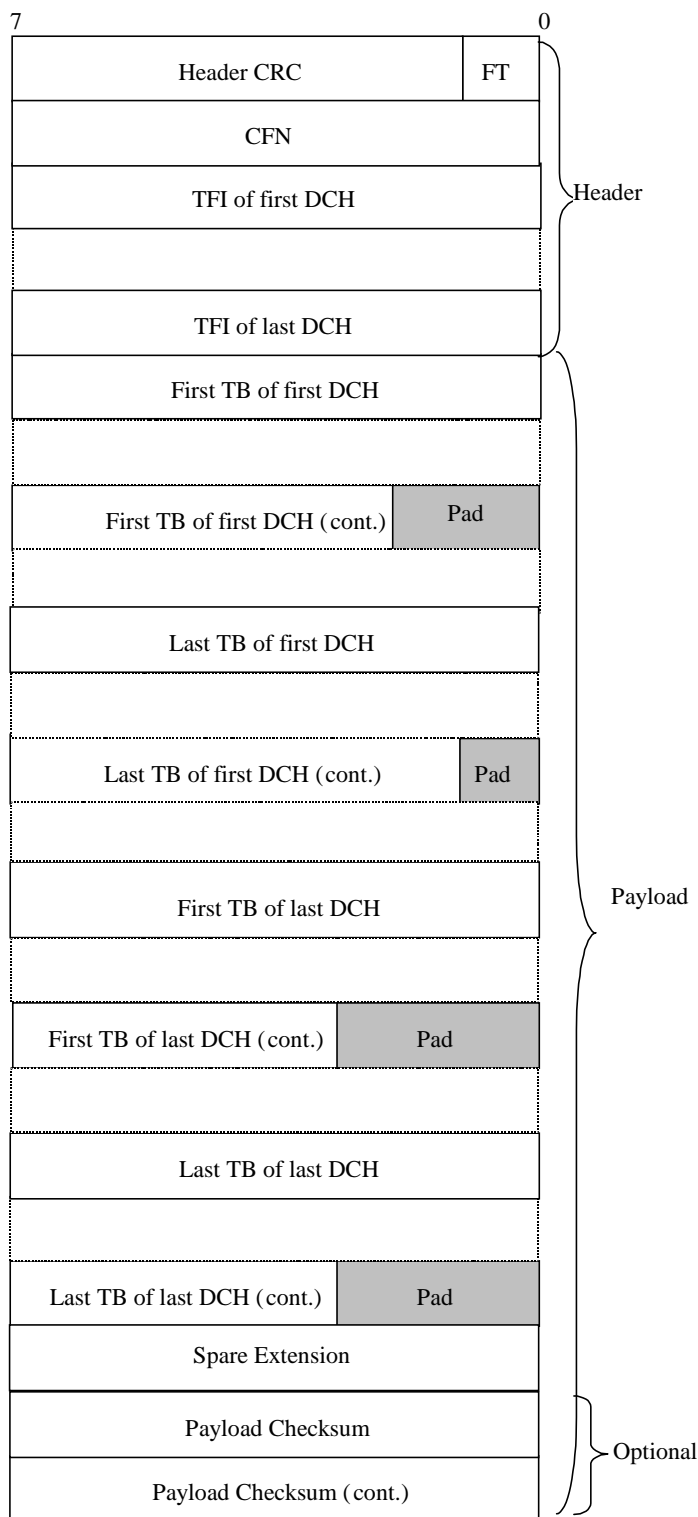 7 0
Header CRC FT
CFN
TFI of first DCH
Header
TFI of last DCH
First TB of first DCH
First TB of first DCH (cont.) Pad
Last TB of first DCH
Last TB of first DCH (cont.) Pad
First TB of last DCH
Payload
First TB of last DCH (cont.) Pad
Last TB of last DCH
Last TB of last DCH (cont.) Pad
Spare Extension
Payload Checksum
Optional
Payload Checksum (cont.)